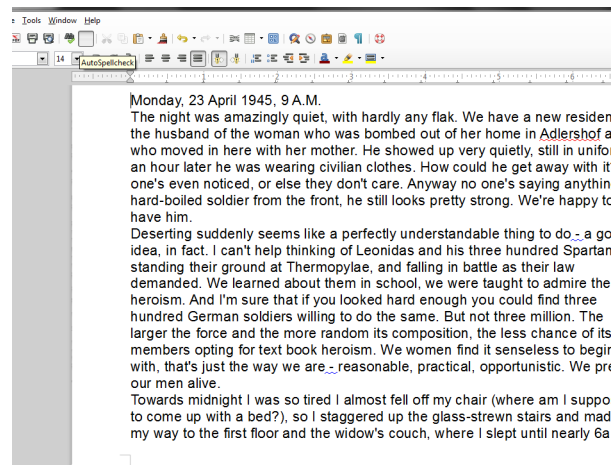 Tools Window Help
14
AutoSpellcheck
1 2 3 4 5 6
Monday, 23 April 1945, 9 A.M.
The night was amazingly quiet, with hardly any flak. We have a new residen
the husband of the woman who was bombed out of her home in Adlershof a
who moved in here with her mother. He showed up very quietly, still in unifo
an hour later he was wearing civilian clothes. How could he get away with it
one's even noticed, or else they don't care. Anyway no one's saying anythin
hard-boiled soldier from the front, he still looks pretty strong. We're happy to
have him.
Deserting suddenly seems like a perfectly understandable thing to do - a go
idea, in fact. I can't help thinking of Leonidas and his three hundred Spartan
standing their ground at Thermopylae, and falling in battle as their law
demanded. We learned about them in school, we were taught to admire the
heroism. And I'm sure that if you looked hard enough you could find three
hundred German soldiers willing to do the same. But not three million. The
larger the force and the more random its composition, the less chance of its
members opting for text book heroism. We women find it senseless to begin
with, that's just the way we are - reasonable, practical, opportunistic. We pre
our men alive.
Towards midnight I was so tired I almost fell off my chair (where am I suppo
to come up with a bed?), so I staggered up the glass-strewn stairs and mad
my way to the first floor and the widow's couch, where I slept until nearly 6a